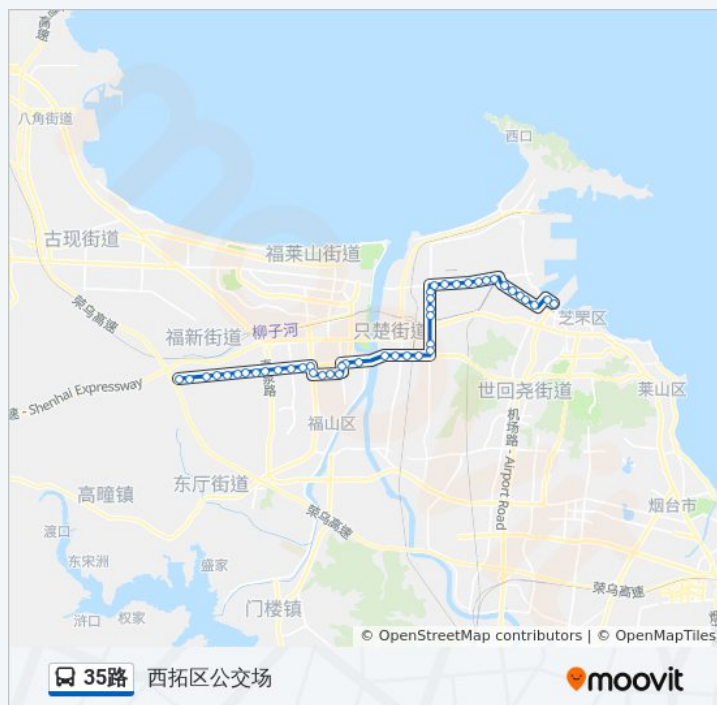 高速
八角街道
西口
古现街道
福莱山街道
荣乌高速
福新街道
柳子河
只楚街道
芝罘区
速 - Shenhai Expressway
家路
世回尧街道
莱山区
福山区
机场路 - Airport Road
东厅街道
高疃镇
荣乌高速
烟台市
渡口
东宋洲
盛家
门楼镇
荣乌高速
浒口
权家
© OpenStreetMap contributors | © OpenMapTiles
35路 西拓区公交场
moovit